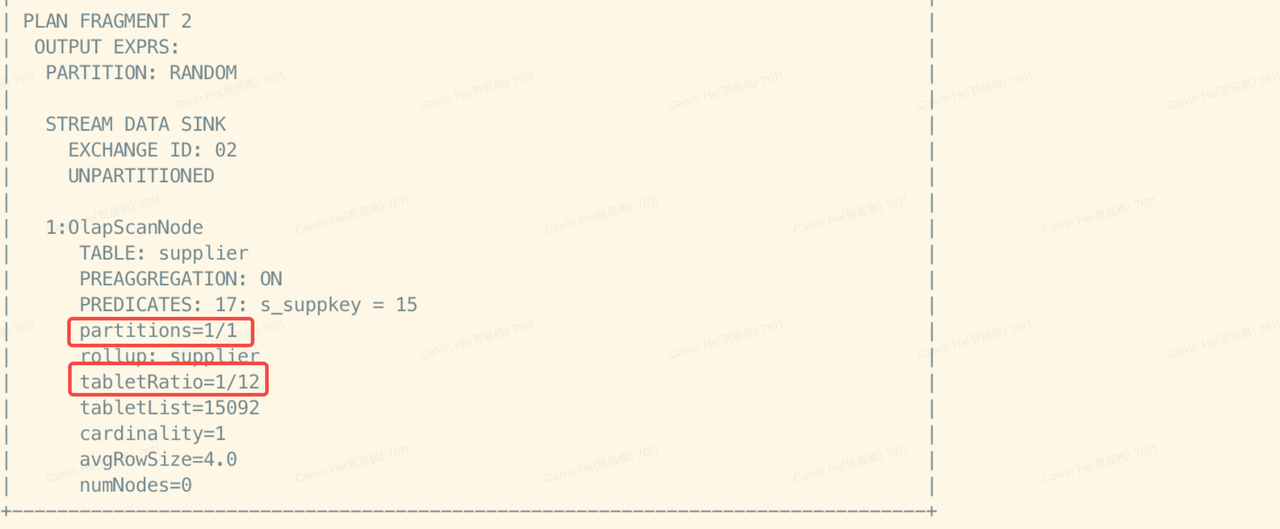 PLAN FRAGMENT 2
OUTPUT EXPRS:
PARTITION: RANDOM
STREAM DATA SINK
EXCHANGE ID: 02
UNPARTITIONED
1:OlapScanNode
TABLE: supplier
PREAGGREGATION: ON
PREDICATES: 17: s_suppkey = 15
partitions=1/1
rollup: supplier
tabletRatio=1/12
tabletList=15092
cardinality=1
avgRowSize=4.0
numNodes=0